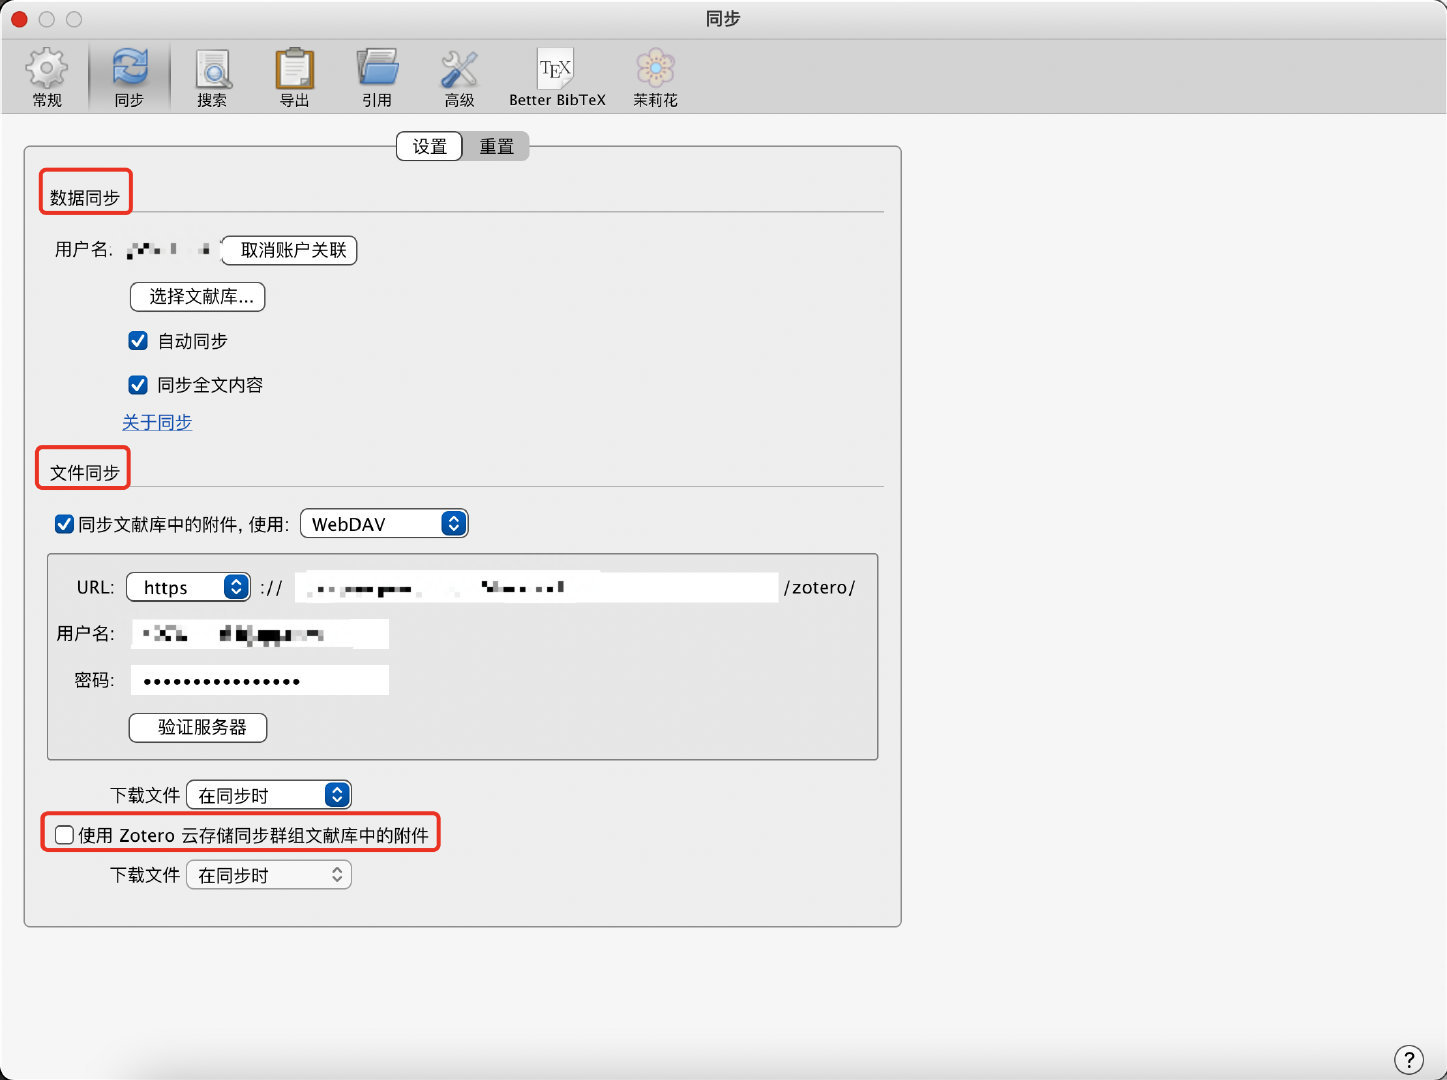 同步
常规 同步 搜索 导出 引用 高级 Better BibTeX 茉莉花
TEX
设置 重置
数据同步
用户名: 取消账户关联
选择文献库...
自动同步
同步全文内容
关于同步
文件同步
同步文献库中的附件, 使用: WebDAV
URL: https :// /zotero/
用户名:
密码: ••••••••••••••••
验证服务器
下载文件 在同步时
使用 Zotero 云存储同步群组文献库中的附件
下载文件 在同步时
?